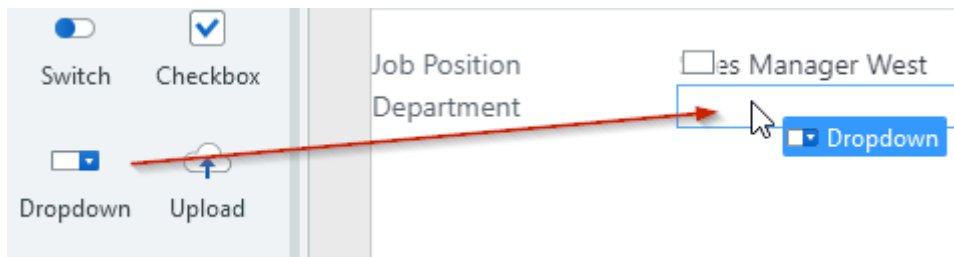 Switch Checkbox
Job Position es Manager West
Department
Dropdown
Dropdown Upload